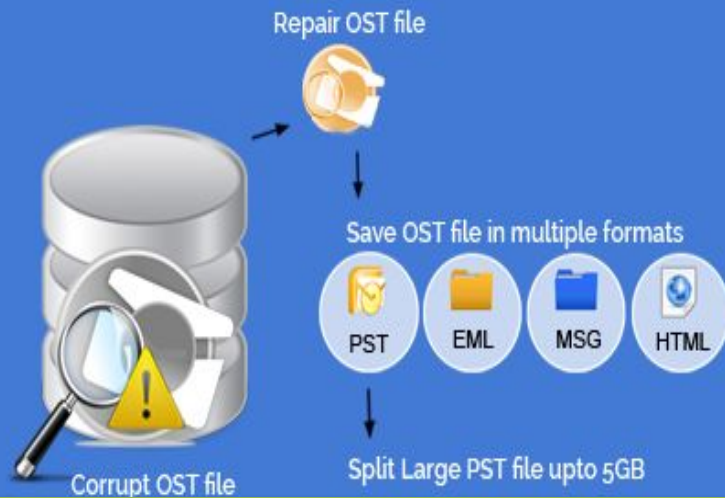 Repair OST file
Save OST file in multiple formats
PST
EML
MSG
HTML
Split Large PST file upto 5GB
Corrupt OST file